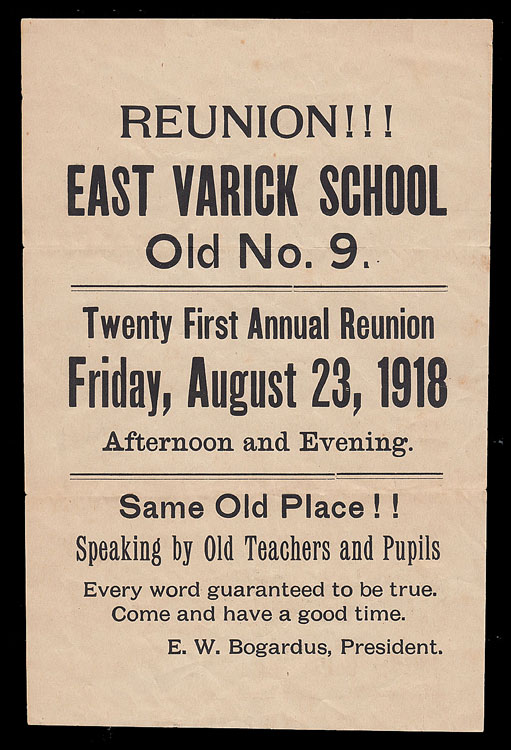 REUNION!!!
EAST VARICK SCHOOL
Old No. 9.
Twenty First Annual Reunion
Friday, August 23, 1918
Afternoon and Evening.
Same Old Place!!
Speaking by Old Teachers and Pupils
Every word guaranteed to be true.
Come and have a good time.
E. W. Bogardus, President.